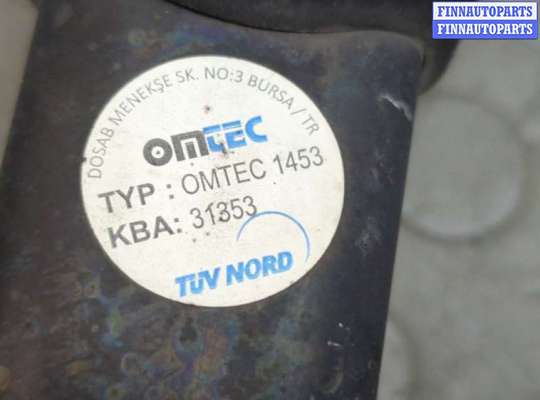 FINNAUTOPARTS
FINNAUTOPARTS
DOSAB MENEKŞE SK. NO:3 BURSA / TR
OMTEC
TYP : OMTEC 1453
KBA: 31353
TÜV NORD